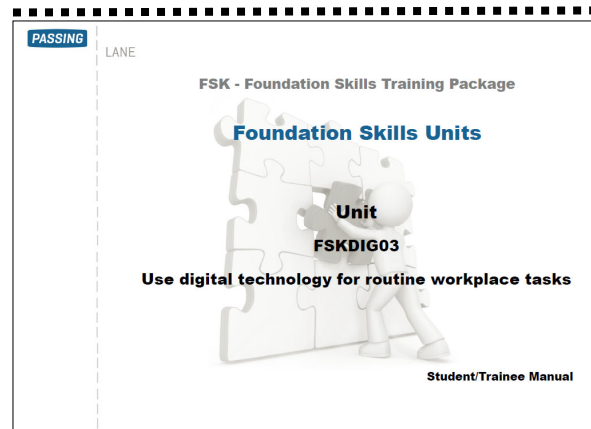 PASSING
LANE
FSK - Foundation Skills Training Package
Foundation Skills Units
Unit
FSKDIG03
Use digital technology for routine workplace tasks
Student/Trainee Manual